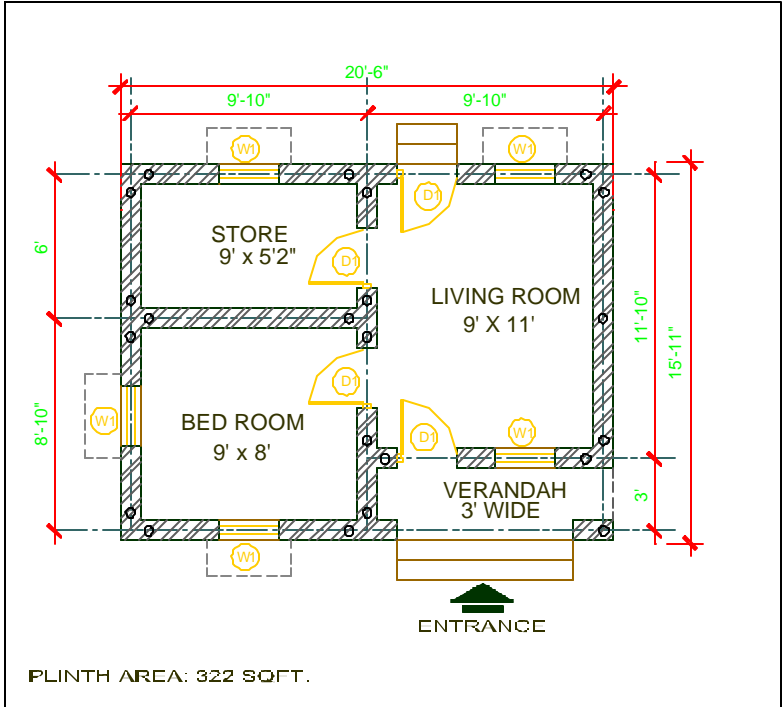 20'-6"
9'-10"
9'-10"
W1
W1
D1
STORE
9' x 5'2"
D1
6'
LIVING ROOM
9' X 11'
11'-10"
15'-11"
D1
BED ROOM
9' x 8'
W1
8'-10"
D1
W1
VERANDAH
3' WIDE
3'
W1
ENTRANCE
PLINTH AREA: 322 SQFT.